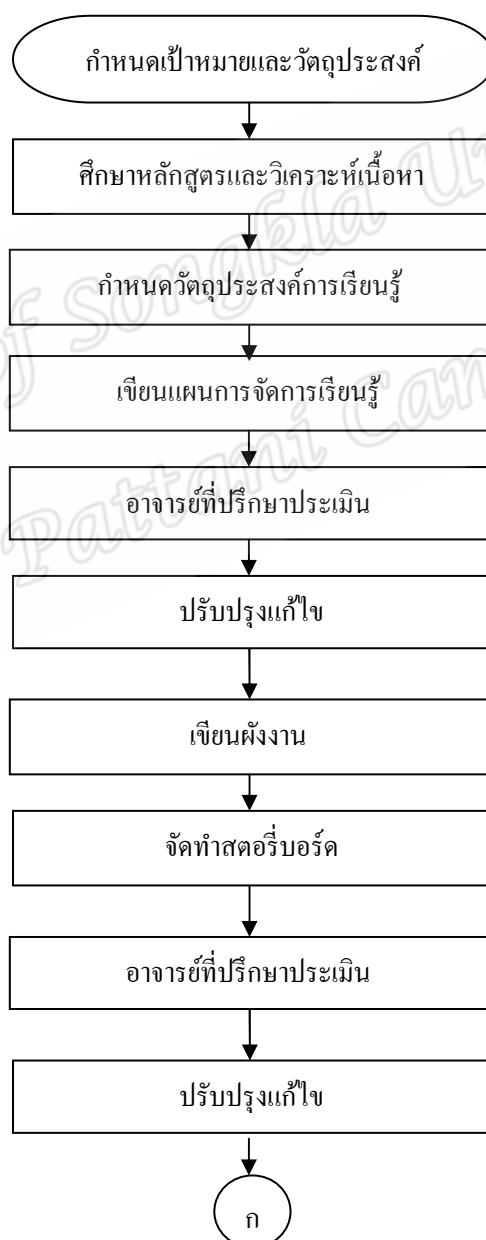 กำหนดเป้าหมายและวัตถุประสงค์
ศึกษาหลักสูตรและวิเคราะห์เนื้อหา
กำหนดวัตถุประสงค์การเรียนรู้
เขียนแผนการจัดการเรียนรู้
อาจารย์ที่ปรึกษาประเมิน
ปรับปรุงแก้ไข
เขียนผังงาน
จัดทำสตอรี่บอร์ด
อาจารย์ที่ปรึกษาประเมิน
ปรับปรุงแก้ไข
ก
of Songkla
Pattani